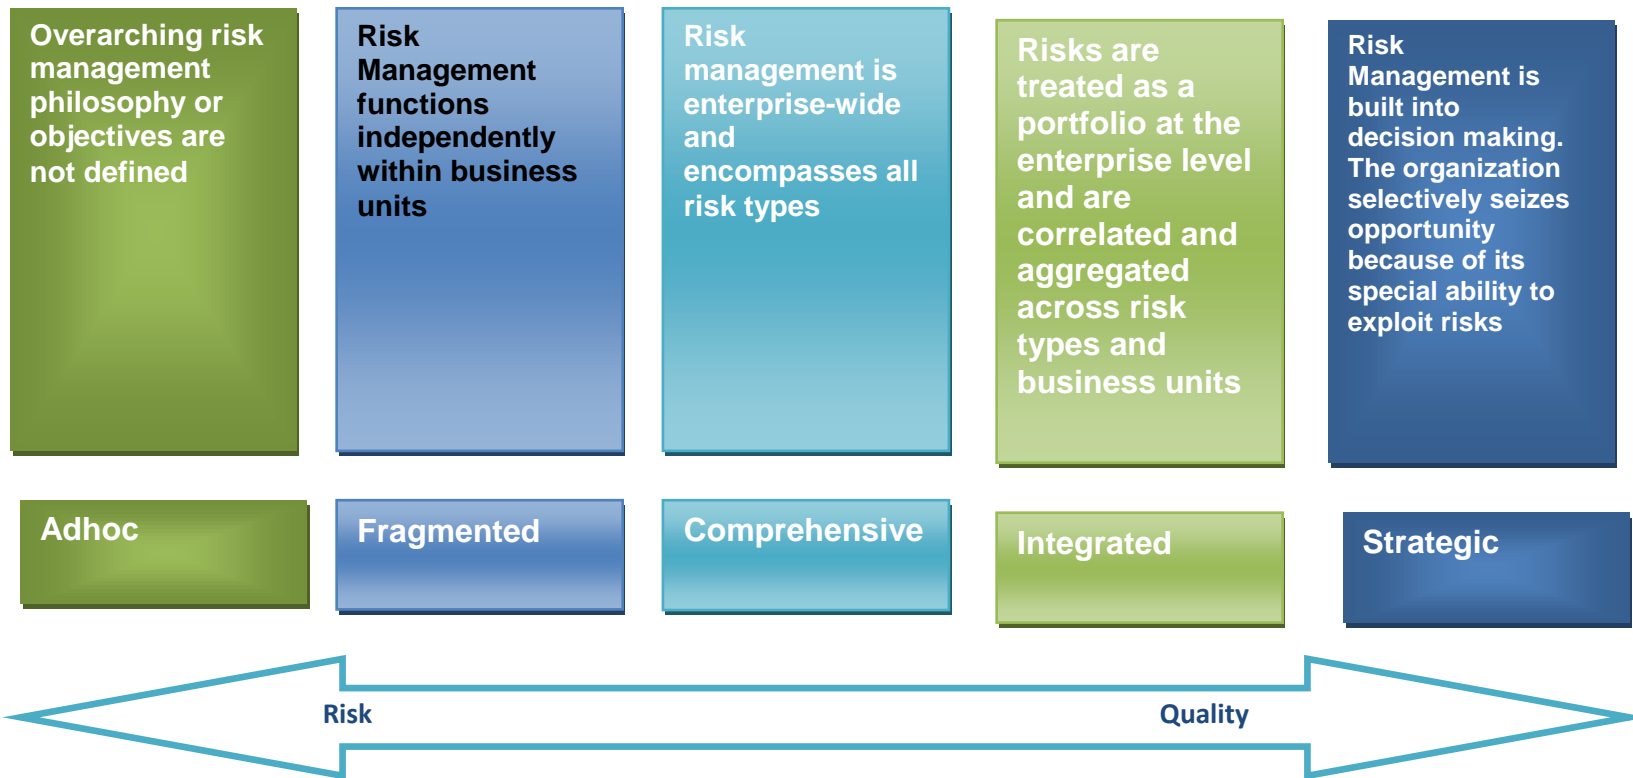 Overarching risk
management
philosophy or
objectives are
not defined
Risk
Management
functions
independently
within business
units
Risk
management is
enterprise-wide
and
encompasses all
risk types
Risks are
treated as a
portfolio at the
enterprise level
and are
correlated and
aggregated
across risk
types and
business units
Risk
Management is
built into
decision making.
The organization
selectively seizes
opportunity
because of its
special ability to
exploit risks
Adhoc
Fragmented
Comprehensive
Integrated
Strategic
Risk
Quality